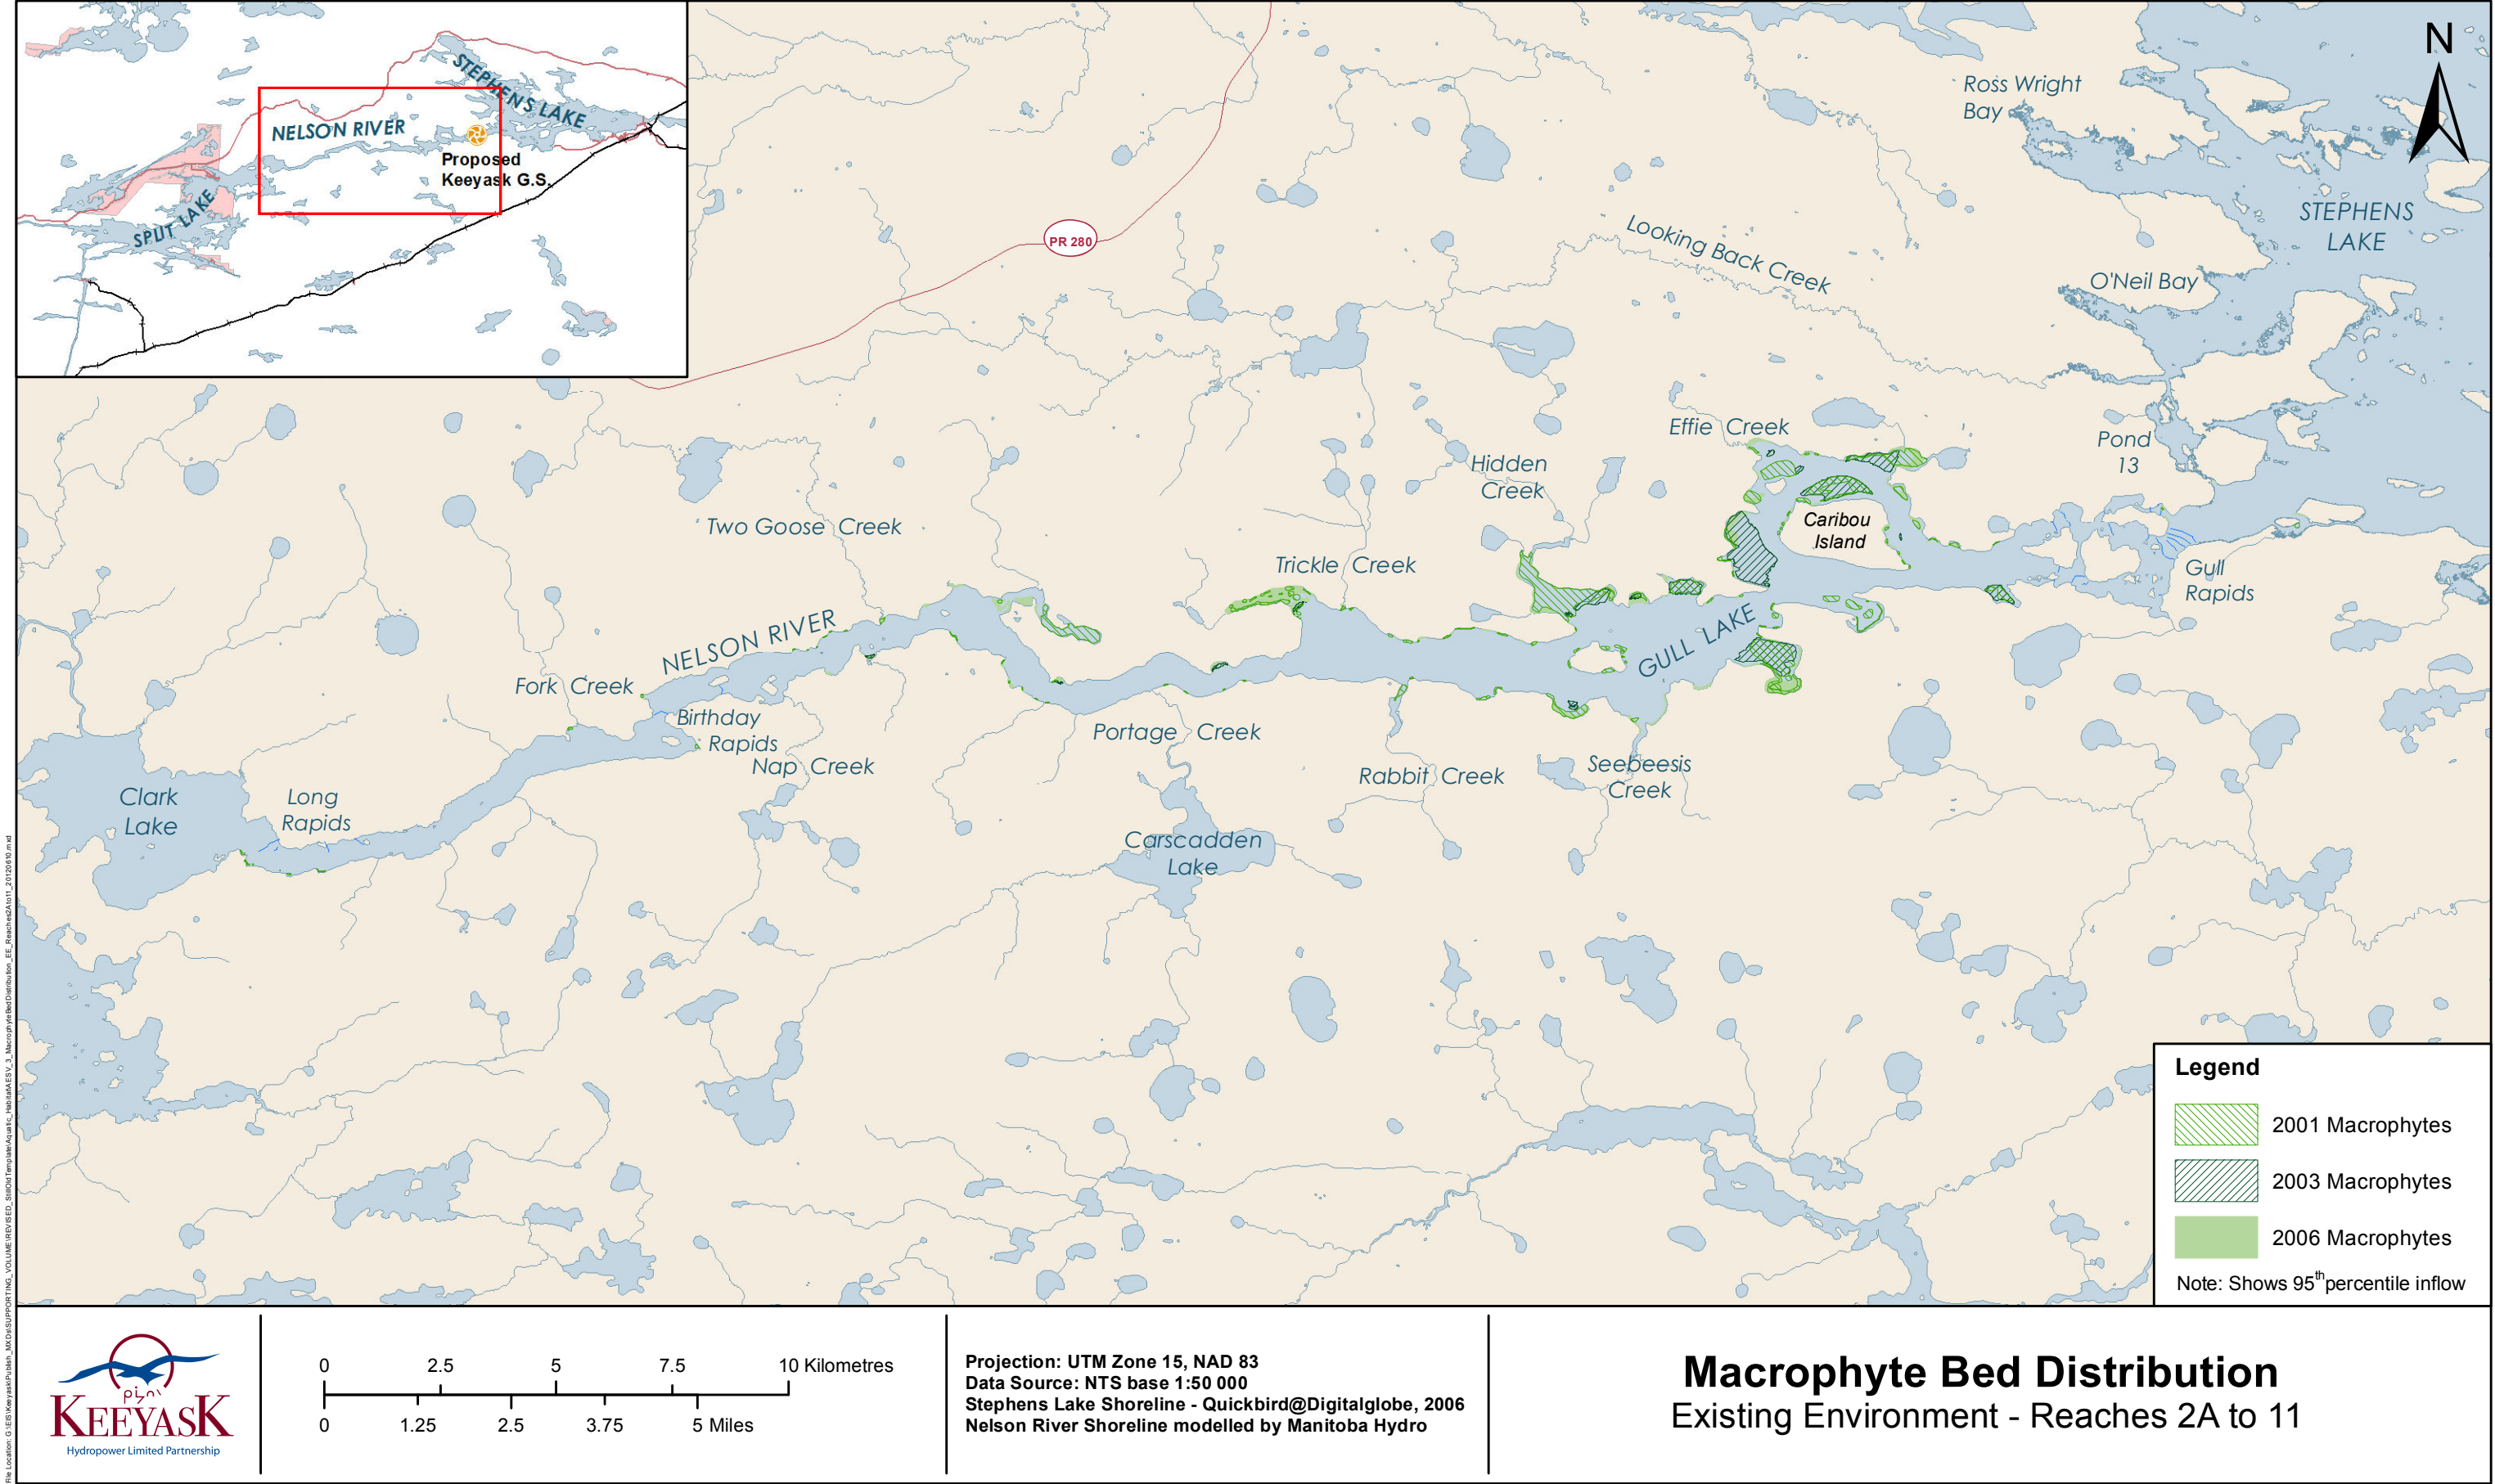 STEPHENS LAKE
NELSON RIVER
Proposed
Keeyask G.S.
SPLIT LAKE
N
Ross Wright
Bay
PR 280
STEPHENS
LAKE
Looking Back Creek
O'Neil Bay
Effie Creek
Pond
13
Hidden
Creek
Caribou
Island
Two Goose Creek
Trickle Creek
Gull
Rapids
NELSON RIVER
GULL LAKE
Fork Creek
Birthday
Rapids
Portage Creek
Nap Creek
Rabbit Creek
Seebeesis
Creek
Clark
Lake
Long
Rapids
Carscadden
Lake
Legend
2001 Macrophytes
2003 Macrophytes
2006 Macrophytes
Note: Shows 95th percentile inflow
KEEYASK
Hydropower Limited Partnership
0 2.5 5 7.5 10 Kilometres
0 1.25 2.5 3.75 5 Miles
Projection: UTM Zone 15, NAD 83
Data Source: NTS base 1:50 000
Stephens Lake Shoreline - Quickbird@Digitalglobe, 2006
Nelson River Shoreline modelled by Manitoba Hydro
Macrophyte Bed Distribution
Existing Environment - Reaches 2A to 11